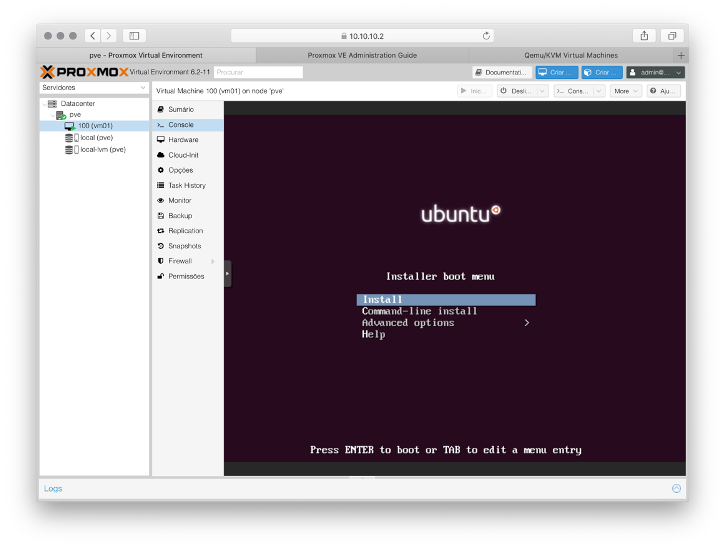 10.10.10.2
pve - Proxmox Virtual Environment
Proxmox VE Administration Guide
Qemu/KVM Virtual Machines
PROXMOX Virtual Environment 6.2-11
Procurar
Documentati...
Criar ...
Criar ...
admin@...
Servidores
Virtual Machine 100 (vm01) on node 'pve'
Inic...
Desli...
Cons...
More
Aju...
Datacenter
pve
100 (vm01)
local (pve)
local-lvm (pve)
Sumário
Console
Hardware
Cloud-Init
Opções
Task History
Monitor
Backup
Replication
Snapshots
Firewall
Permissões
ubuntu
Installer boot menu
Install
Command-line install
Advanced options >
Help
Press ENTER to boot or TAB to edit a menu entry
Logs